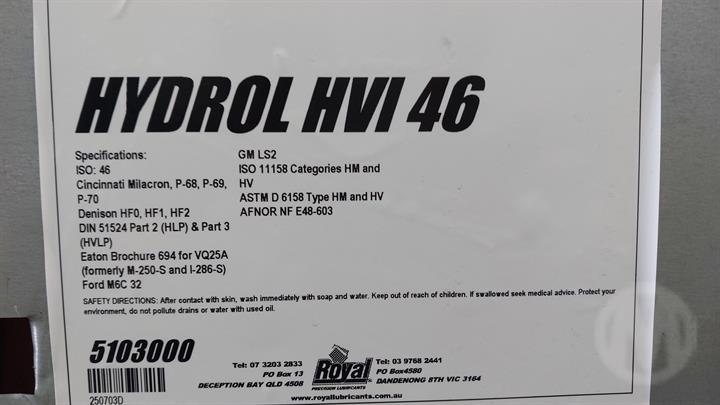 HYDROL HVI 46
Specifications:
ISO: 46
Cincinnati Milacron, P-68, P-69,
P-70
Denison HF0, HF1, HF2
DIN 51524 Part 2 (HLP) & Part 3
(HVLP)
Eaton Brochure 694 for VQ25A
(formerly M-250-S and I-286-S)
Ford M6C 32
GM LS2
ISO 11158 Categories HM and
HV
ASTM D 6158 Type HM and HV
AFNOR NF E48-603
SAFETY DIRECTIONS: After contact with skin, wash immediately with soap and water. Keep out of reach of children. If swallowed seek medical advice. Protect your
environment, do not pollute drains or water with used oil.
5103000
250703D
Tel: 07 3203 2833
PO Box 13
DECEPTION BAY QLD 4508
Royal
PRECISION LUBRICANTS
Tel: 03 9768 2441
PO Box4580
DANDENONG 8TH VIC 3164
www.royallubricants.com.au